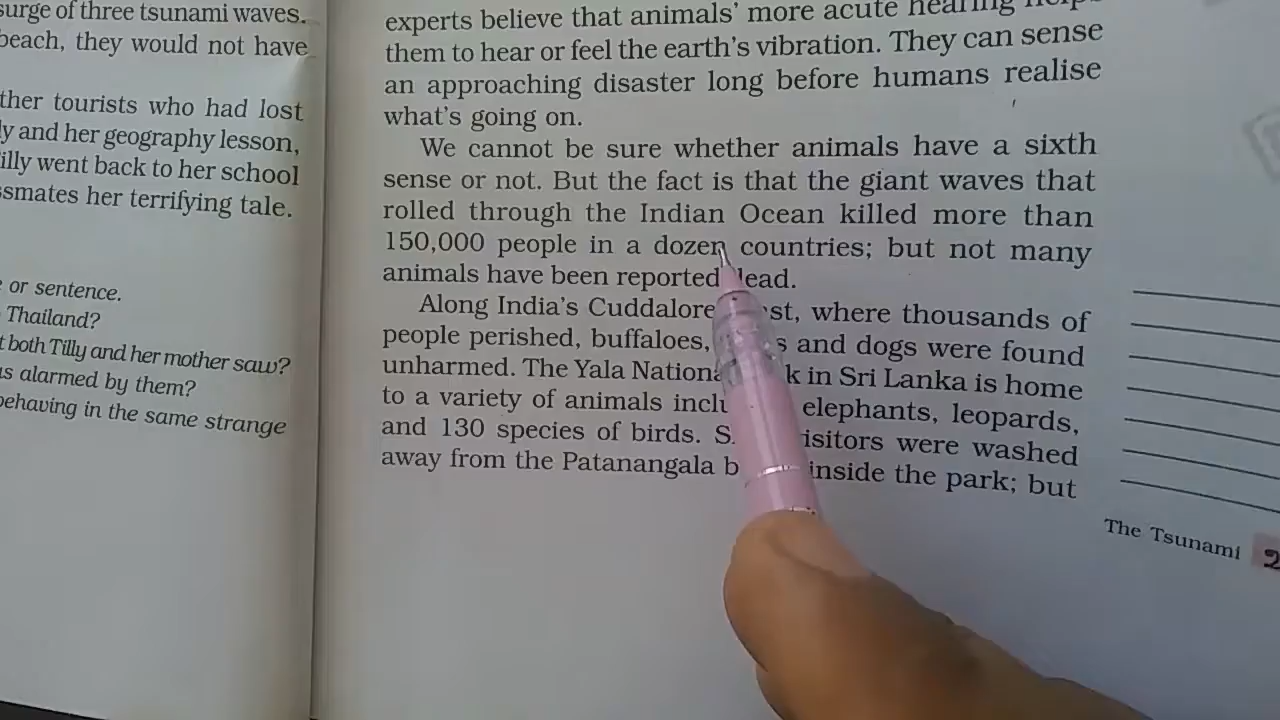 surge of three tsunami waves.
beach, they would not have
ther tourists who had lost
ly and her geography lesson,
illy went back to her school
ssmates her terrifying tale.
or sentence.
Thailand?
t both Tilly and her mother saw?
as alarmed by them?
behaving in the same strange
experts believe that animals' more acute hearing helps
them to hear or feel the earth's vibration. They can sense
an approaching disaster long before humans realise
what's going on.
We cannot be sure whether animals have a sixth
sense or not. But the fact is that the giant waves that
rolled through the Indian Ocean killed more than
150,000 people in a dozen countries; but not many
animals have been reported dead.
Along India's Cuddalore st, where thousands of
people perished, buffaloes, s and dogs were found
unharmed. The Yala Nationa k in Sri Lanka is home
to a variety of animals inclu elephants, leopards,
and 130 species of birds. S isitors were washed
away from the Patanangala b inside the park; but
The Tsunami 2